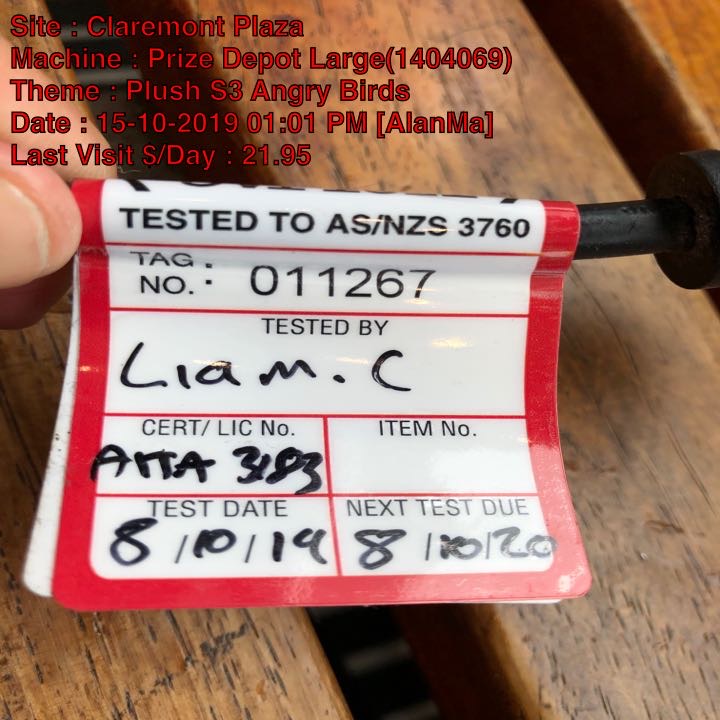 Site : Claremont Plaza
Machine : Prize Depot Large(1404069)
Theme : Plush S3 Angry Birds
Date : 15-10-2019 01:01 PM [AlanMa]
Last Visit $/Day : 21.95
TESTED TO AS/NZS 3760
TAG NO. : 011267
TESTED BY
Liam. C
CERT/ LIC No. ITEM No.
ATTA 3183
TEST DATE NEXT TEST DUE
8/10/19 8/10/20